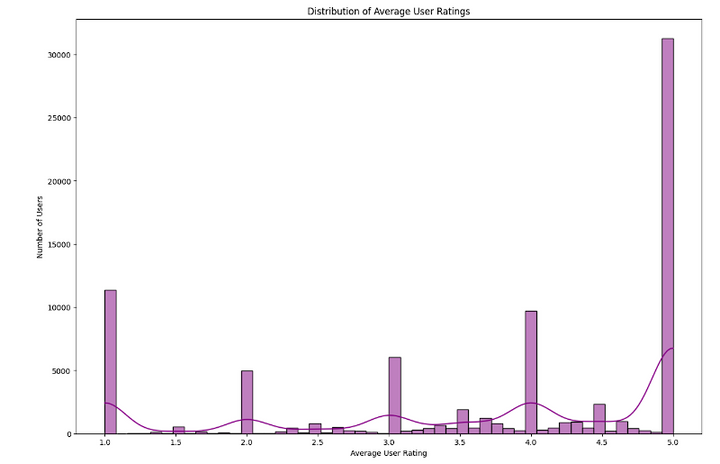 Distribution of Average User Ratings
30000
25000
20000
15000
10000
5000
0
Number of Users
1.0 1.5 2.0 2.5 3.0 3.5 4.0 4.5 5.0
Average User Rating